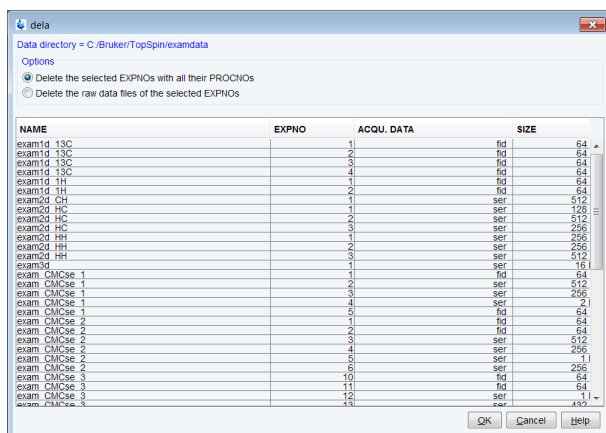 dela
Data directory = C:/Bruker/TopSpin/examdata
Options
Delete the selected EXPNOs with all their PROCNOs
Delete the raw data files of the selected EXPNOs
NAME EXPNO ACQU. DATA SIZE
exam1d_13C 1 fid 64
exam1d_13C 2 fid 64
exam1d_13C 3 fid 64
exam1d_13C 4 fid 64
exam1d_1H 1 fid 64
exam1d_1H 2 fid 64
exam2d_CH 1 ser 512
exam2d_HC 1 ser 128
exam2d_HC 2 ser 512
exam2d_HC 3 ser 256
exam2d_HH 1 ser 256
exam2d_HH 2 ser 256
exam2d_HH 3 ser 512
exam3d 1 ser 16
exam_CMCse_1 1 fid 64
exam_CMCse_1 2 ser 512
exam_CMCse_1 3 ser 256
exam_CMCse_1 4 ser 2
exam_CMCse_1 5 fid 64
exam_CMCse_2 1 fid 64
exam_CMCse_2 2 fid 64
exam_CMCse_2 3 ser 512
exam_CMCse_2 4 ser 256
exam_CMCse_2 5 ser 1
exam_CMCse_2 6 ser 256
exam_CMCse_3 10 fid 64
exam_CMCse_3 11 fid 64
exam_CMCse_3 12 ser 1
exam_CMCse_3 13 ser 432
OK Cancel Help